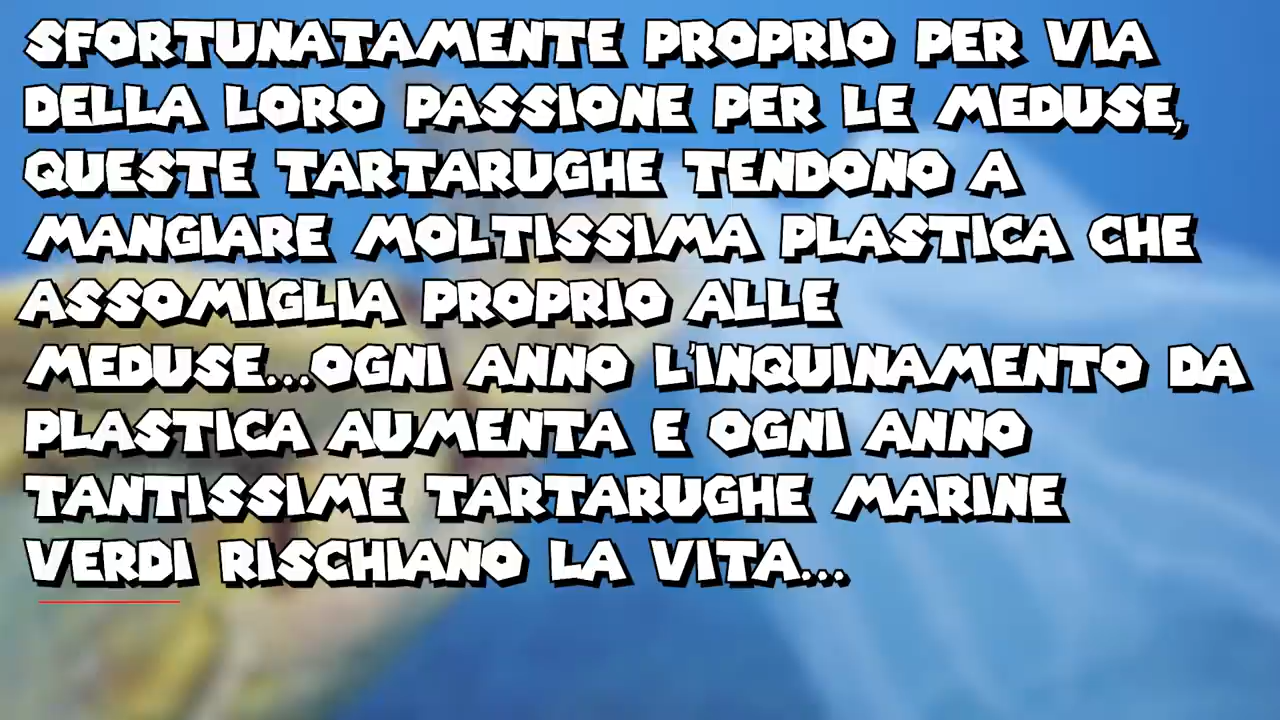 SFORTUNATAMENTE PROPRIO PER VIA
DELLA LORO PASSIONE PER LE MEDUSE,
QUESTE TARTARUGHE TENDONO A
MANGIARE MOLTISSIMA PLASTICA CHE
ASSOMIGLIA PROPRIO ALLE
MEDUSE...OGNI ANNO L'INQUINAMENTO DA
PLASTICA AUMENTA E OGNI ANNO
TANTISSIME TARTARUGHE MARINE
VERDI RISCHIANO LA VITA...